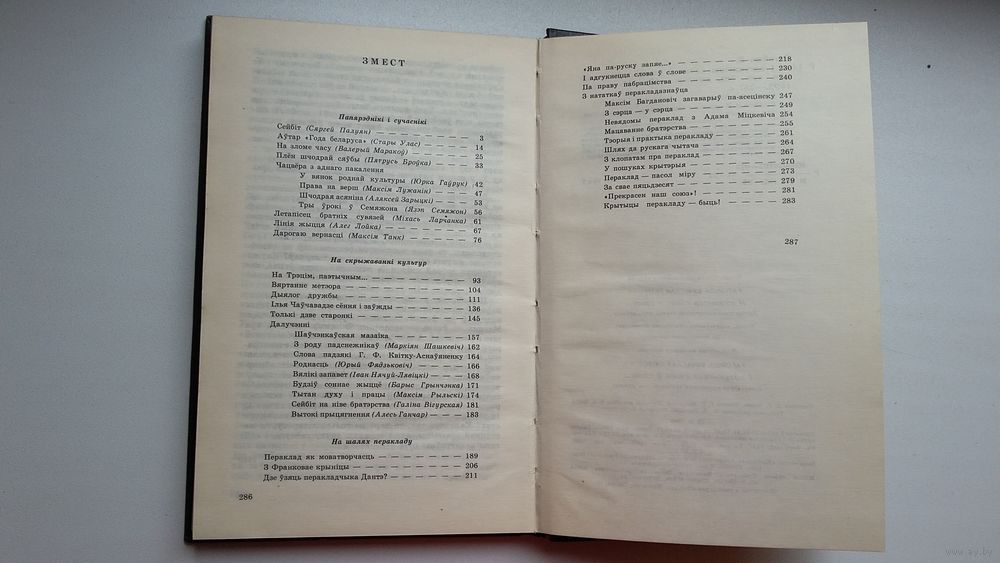 ЗМЕСТ
Папярэднікі і сучаснікі
Сейбіт (Сяргей Палуян) — — — — — — — 3
Аўтар «Года беларуса» (Стары Улас) — — — — 14
На зломе часу (Валерый Маракоў) — — — — — 25
Плён шчодрай сяўбы (Пятрусь Броўка) — — — — 33
Чацвёра з аднаго пакалення
У вянок роднай культуры (Юрка Гаўрук) — 42
Права на верш (Максім Лужанін) — — — — 47
Шчодрая асяніна (Аляксей Зарыцкі) — — — 53
Тры ўрокі ў Семяжона (Язэп Семяжон) — — 56
Летапісец братніх сувязей (Міхась Ларчанка) — — 61
Лінія жыцця (Алег Лойка) — — — — — — — 67
Дарогаю вернасці (Максім Танк) — — — — — 76
На скрыжаванні культур
На Трэцім, паэтычным... — — — — — — — 93
Вяртанне метэора — — — — — — — — — 104
Дыялог дружбы — — — — — — — — — — 111
Ілья Чаўчавадзе сёння і заўжды — — — — — — 136
Толькі дзве старонкі — — — — — — — — — 145
Далучэнні
Шаўчэнкаўская мазаіка — — — — — — 157
З роду падснежнікаў (Маркіян Шашкевіч) 162
Слова падзякі Г. Ф. Квітку-Аснаўяненку 164
Роднасць (Юрый Фядзьковіч) — — — — — 166
Вялікі запавет (Іван Нячуй-Лявіцкі) — — — 168
Будзіў соннае жыццё (Барыс Грынчэнка) — 171
Тытан духу і працы (Максім Рыльскі) — 174
Сейбіт на ніве братэрства (Галіна Вігурская) 181
Вытокі прыцягнення (Алесь Ганчар) — — — 183
На шалях перакладу
Пераклад як моватворчасць — — — — — — — 189
З Франковае крыніцы — — — — — — — — — 206
Дзе ўзяць перакладчыка Дантэ? — — — — — — 211
286
«Яна па-руску запяе...» — — — — — — — — 218
І адгукнецца слова ў слове — — — — — — — 230
Па праву пабрацімства — — — — — — — — 240
З нататкаў перакладазнаўца
Максім Багдановіч загаварыў па-асецінску 247
З сэрца — у сэрца — — — — — — — — 249
Невядомы пераклад з Адама Міцкевіча 254
Мацаванне братэрства — — — — — — — 255
Тэорыя і практыка перакладу — — — — — 261
Шлях да рускага чытача — — — — — — 264
З клопатам пра пераклад — — — — — — 267
У пошуках крытэрыя — — — — — — — 270
Пераклад — пасол міру — — — — — — 273
За свае пяцьдзесят — — — — — — — — 279
«Прекрасен наш союз»! — — — — — — — 281
Крытыцы перакладу — быць! — — — — — 283
287
www.ay.by